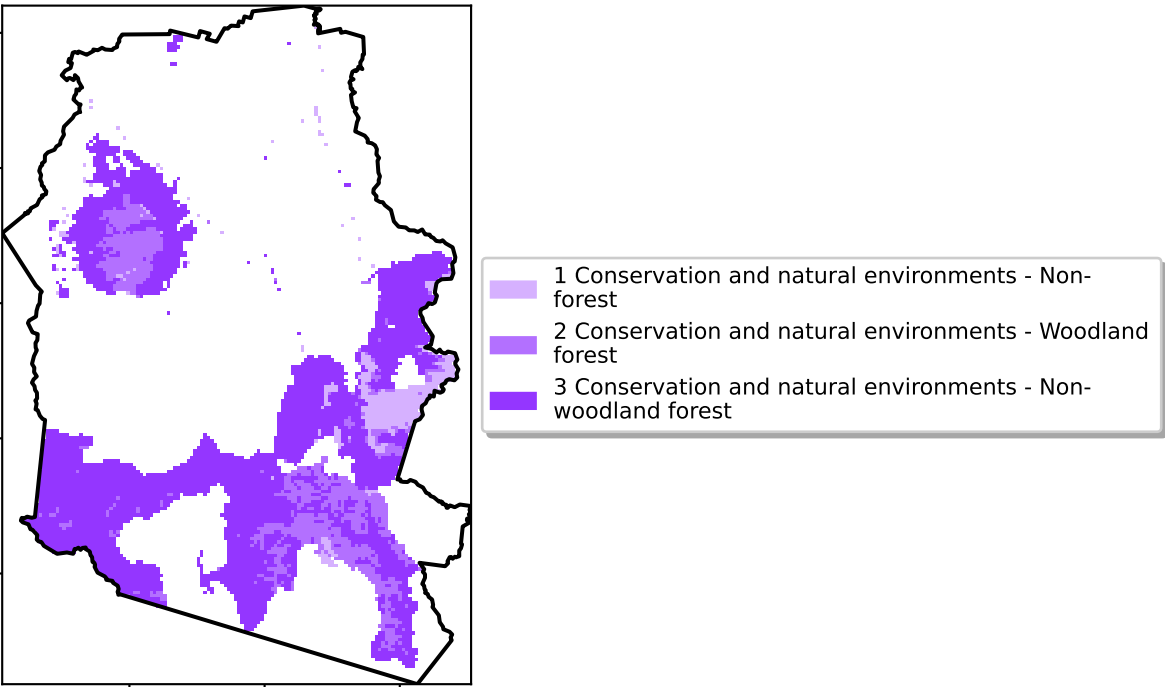 1 Conservation and natural environments - Non-
forest
2 Conservation and natural environments - Woodland
forest
3 Conservation and natural environments - Non-
woodland forest